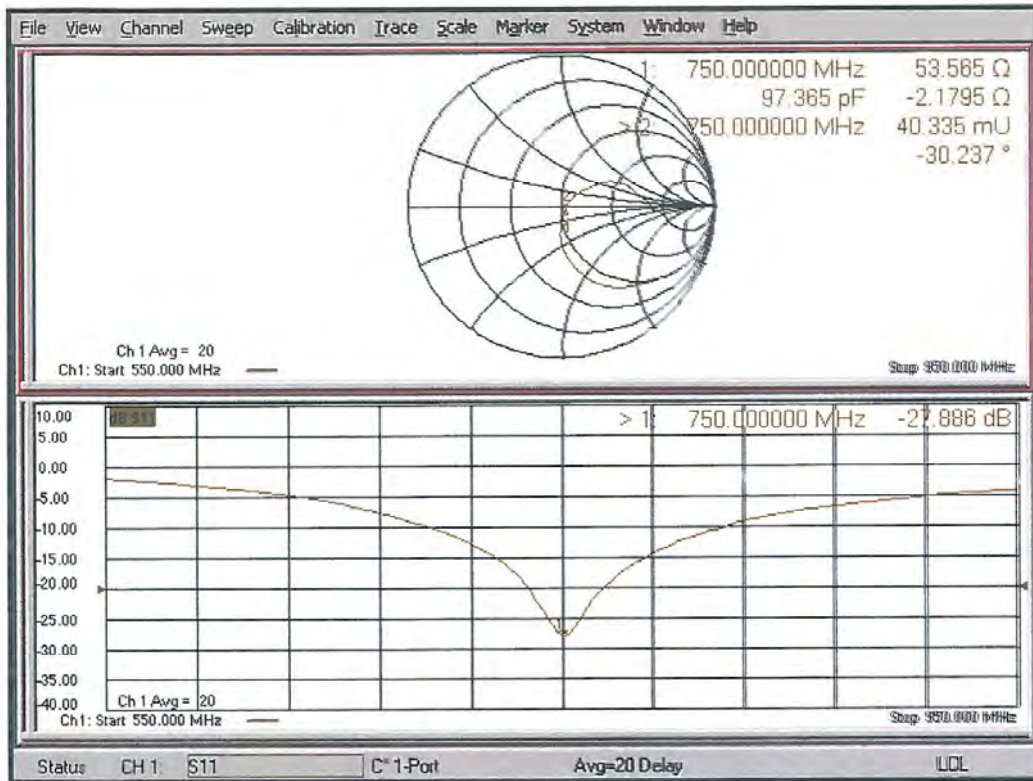 File View Channel Sweep Calibration Trace Scale Marker System Window Help
1: 750.000000 MHz 53.565 Ω
97.365 pF -2.1795 Ω
> 2: 750.000000 MHz 40.335 mU
-30.237 °
Ch 1 Avg = 20
Ch1: Start 550.000 MHz
Stop 950.000 MHz
10.00
5.00
0.00
-5.00
-10.00
-15.00
-20.00
-25.00
-30.00
-35.00
-40.00
dB S11
> 1: 750.000000 MHz -27.886 dB
1
Ch 1 Avg = 20
Ch1: Start 550.000 MHz
Stop 950.000 MHz
Status CH 1: S11 C* 1-Port Avg=20 Delay LCL